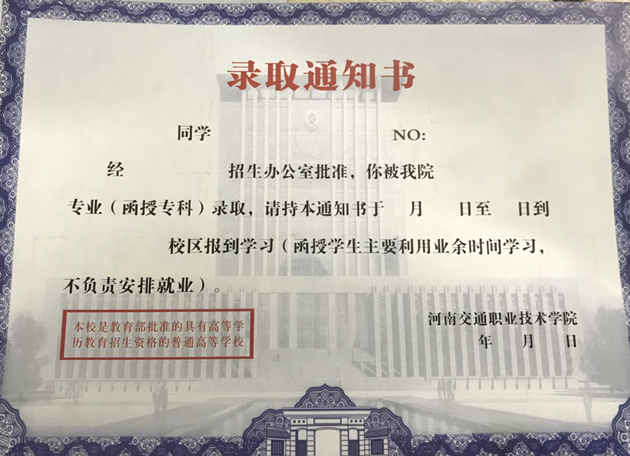 录取通知书
同学 NO:
经 招生办公室批准，你被我院
专业（函授专科）录取，请持本通知书于 月 日至 日到
校区报到学习（函授学生主要利用业余时间学习，
不负责安排就业）。
本校是教育部批准的具有高等学
历教育招生资格的普通高等学校
河南交通职业技术学院
年 月 日